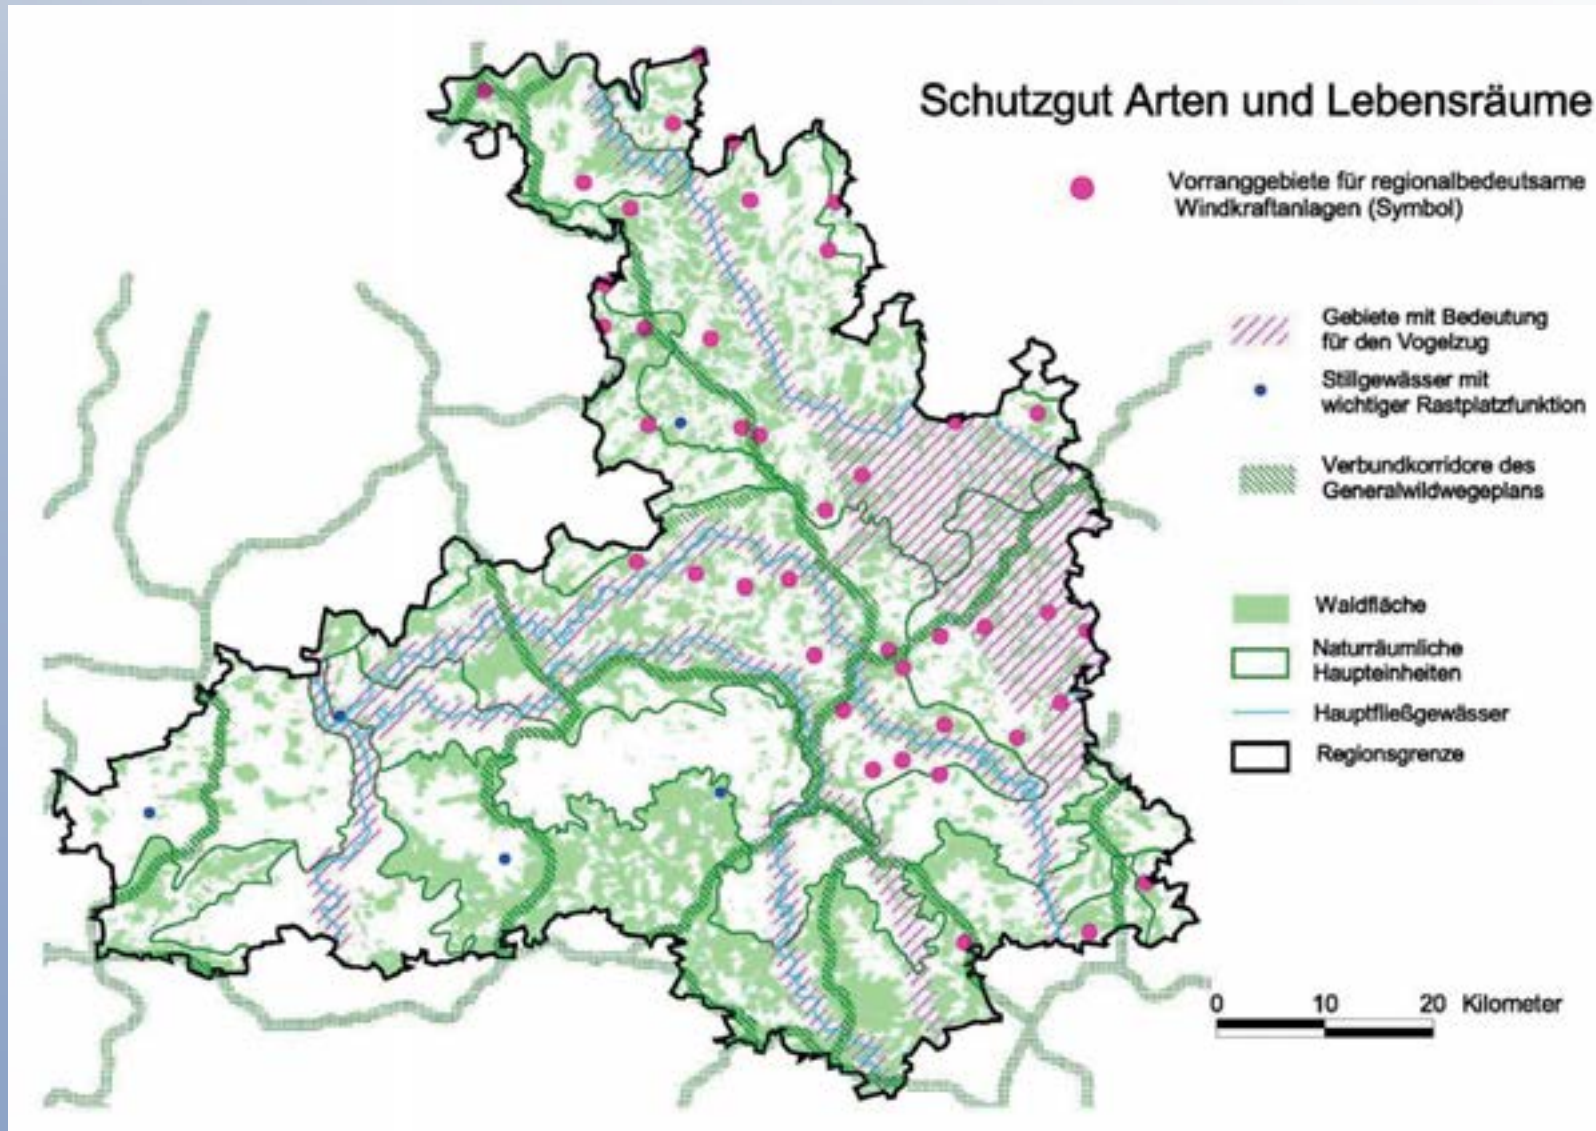 Schutzgut Arten und Lebensräume
Vorranggebiete für regionalbedeutsame
Windkraftanlagen (Symbol)
Gebiete mit Bedeutung
für den Vogelzug
Stillgewässer mit
wichtiger Rastplatzfunktion
Verbundkorridore des
Generalwildwegeplans
Waldfläche
Naturräumliche
Haupteinheiten
Hauptfließgewässer
Regionsgrenze
0 10 20 Kilometer